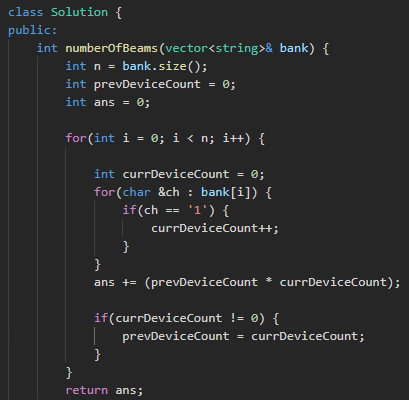 class Solution {
public:
    int numberOfBeams(vector<string>& bank) {
        int n = bank.size();
        int prevDeviceCount = 0;
        int ans = 0;

        for(int i = 0; i < n; i++) {

            int currDeviceCount = 0;
            for(char &ch : bank[i]) {
                if(ch == '1') {
                    currDeviceCount++;
                }
            }
            ans += (prevDeviceCount * currDeviceCount);

            if(currDeviceCount != 0) {
                prevDeviceCount = currDeviceCount;
            }
        }
        return ans;